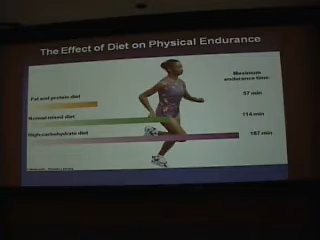 The Effect of Diet on Physical Endurance
Maximum
endurance time:
Fat and protein diet
57 min
Normal mixed diet
114 min
High-carbohydrate diet
167 min